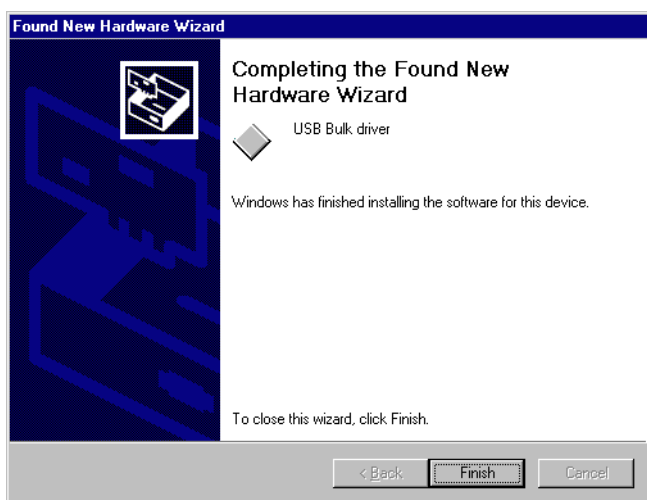 Found New Hardware Wizard
Completing the Found New
Hardware Wizard
USB Bulk driver
Windows has finished installing the software for this device.
To close this wizard, click Finish.
< Back
Finish
Cancel